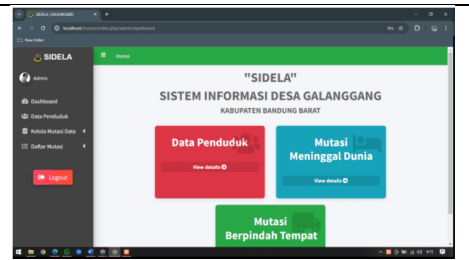 SIDELA | DASHBOARD
New folder
SIDELA
Home
Admin
Dashboard
Data Penduduk
Kelola Mutasi Data
Daftar Mutasi
Logout
"SIDELA"
SISTEM INFORMASI DESA GALANGGANG
KABUPATEN BANDUNG BARAT
Data Penduduk
View details
Mutasi
Meninggal Dunia
View details
Mutasi
Berpindah Tempat